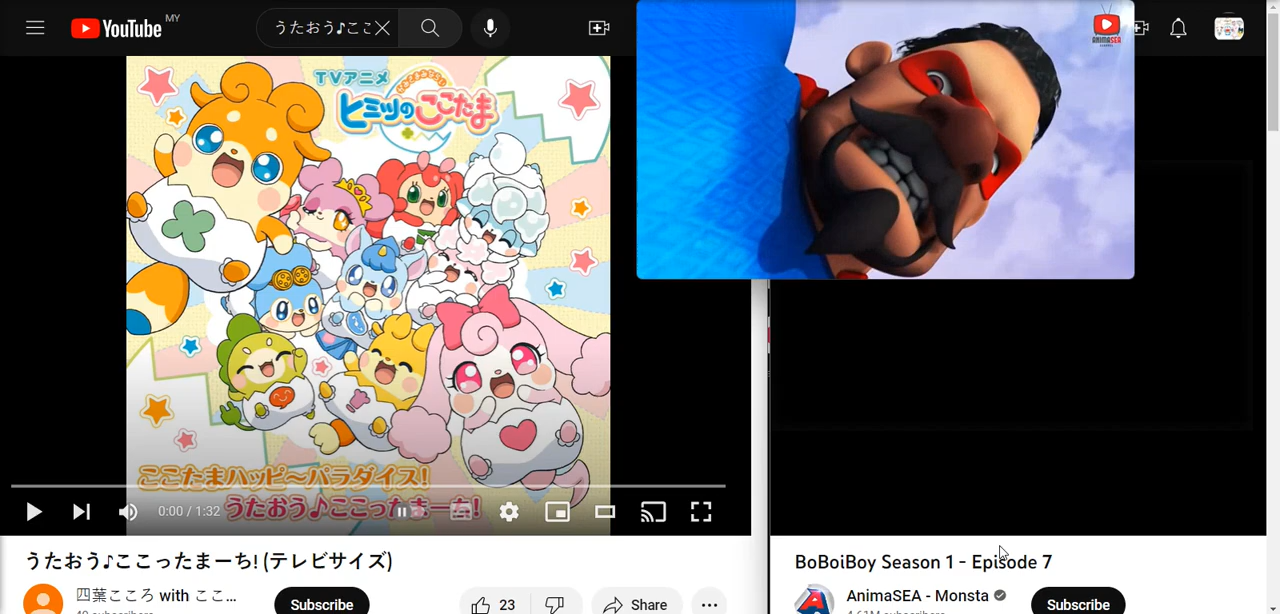 YouTube MY
うたおう♪ここ
ANIMASEA
TVアニメ
ヒミツのここたま
ここたまハッピ〜パラダイス!
うたおう♪ここったまーち!
0:00 / 1:32
うたおう♪ここったまーち! (テレビサイズ)
四葉こころ with ここ...
Subscribe
23
Share
BoBoiBoy Season 1 - Episode 7
AnimaSEA - Monsta
Subscribe